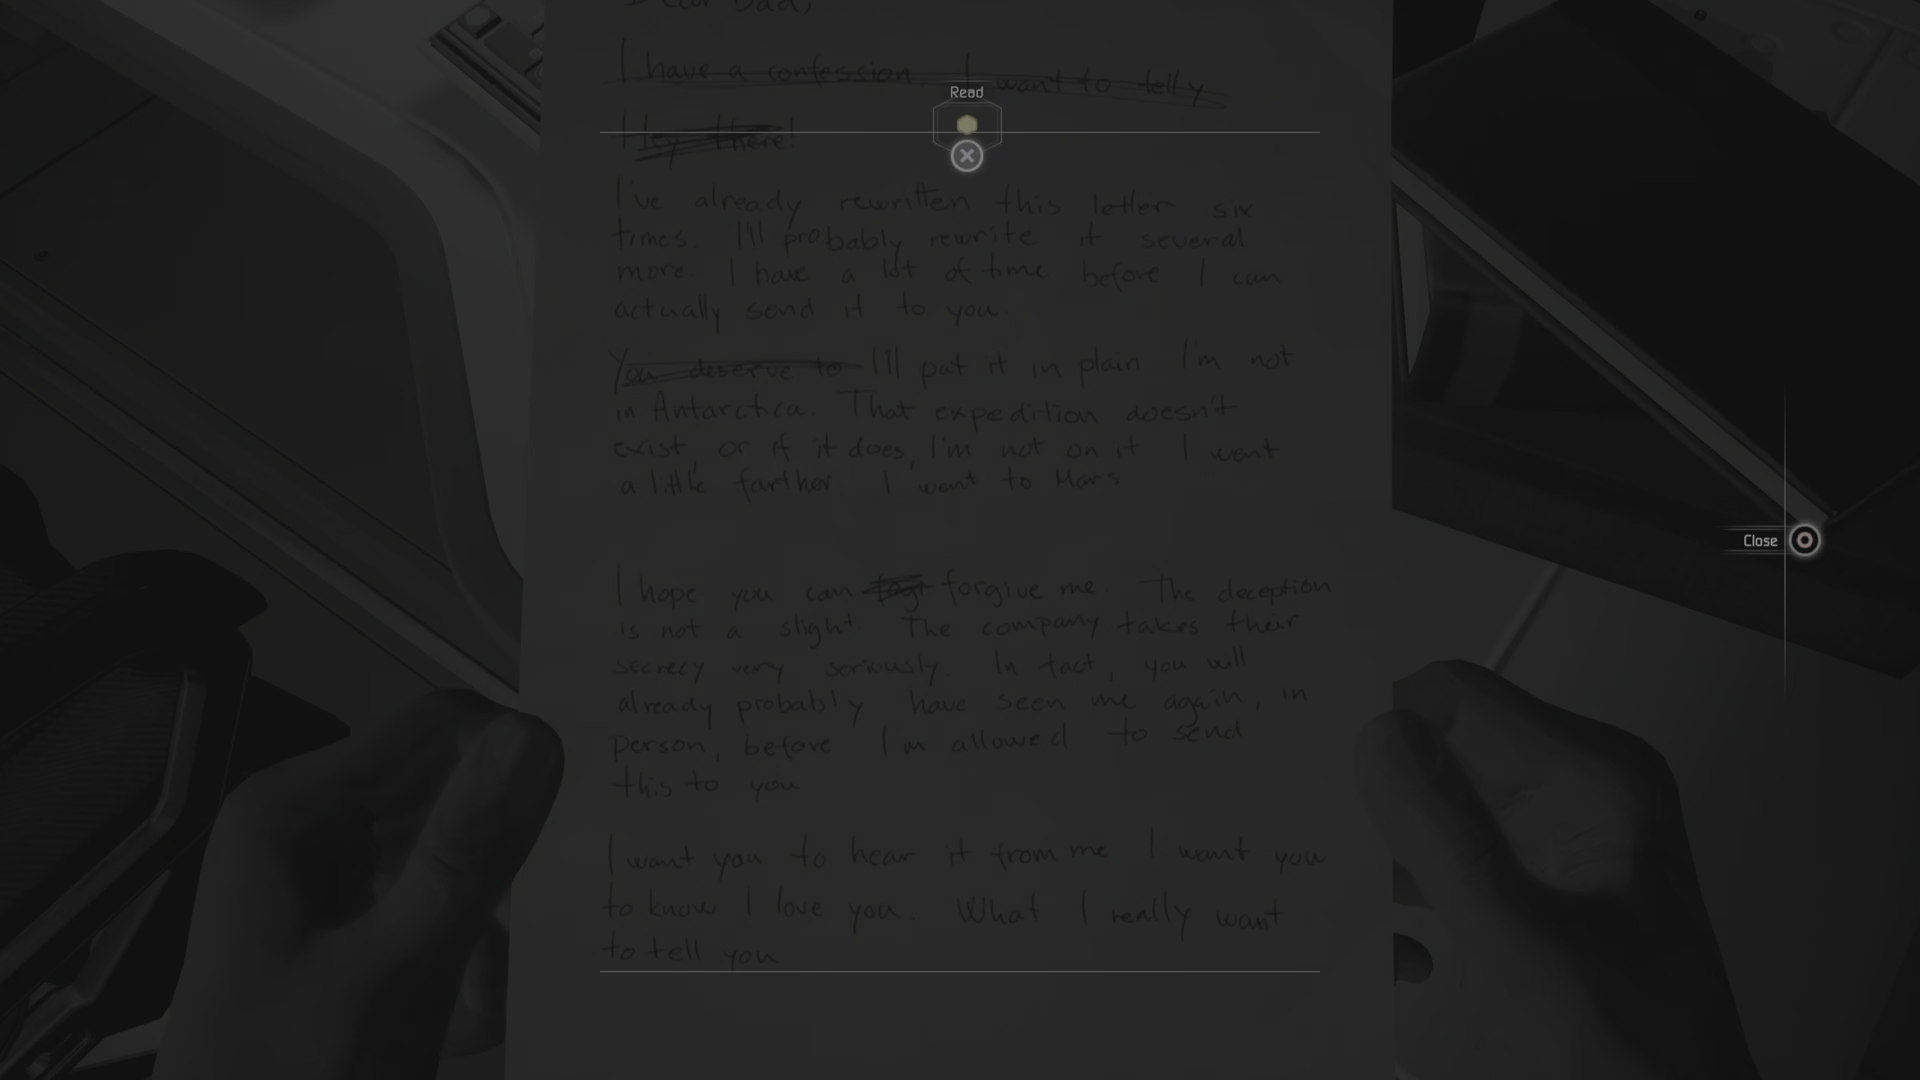 Dear Dad,
I have a confession I want to tell y
Read
Hey there!
I've already rewritten this letter six
times. I'll probably rewrite it several
more. I have a lot of time before I can
actually send it to you.
You deserve to I'll put it in plain I'm not
in Antarctica That expedition doesn't
exist, or if it does, I'm not on it I went
a little farther I went to Mars
Close
I hope you can forgive me The deception
is not a slight. The company takes their
secrecy very seriously. In fact, you will
already probably have seen me again, in
person, before I'm allowed to send
this to you
I want you to hear it from me I want you
to know I love you. What I really want
to tell you